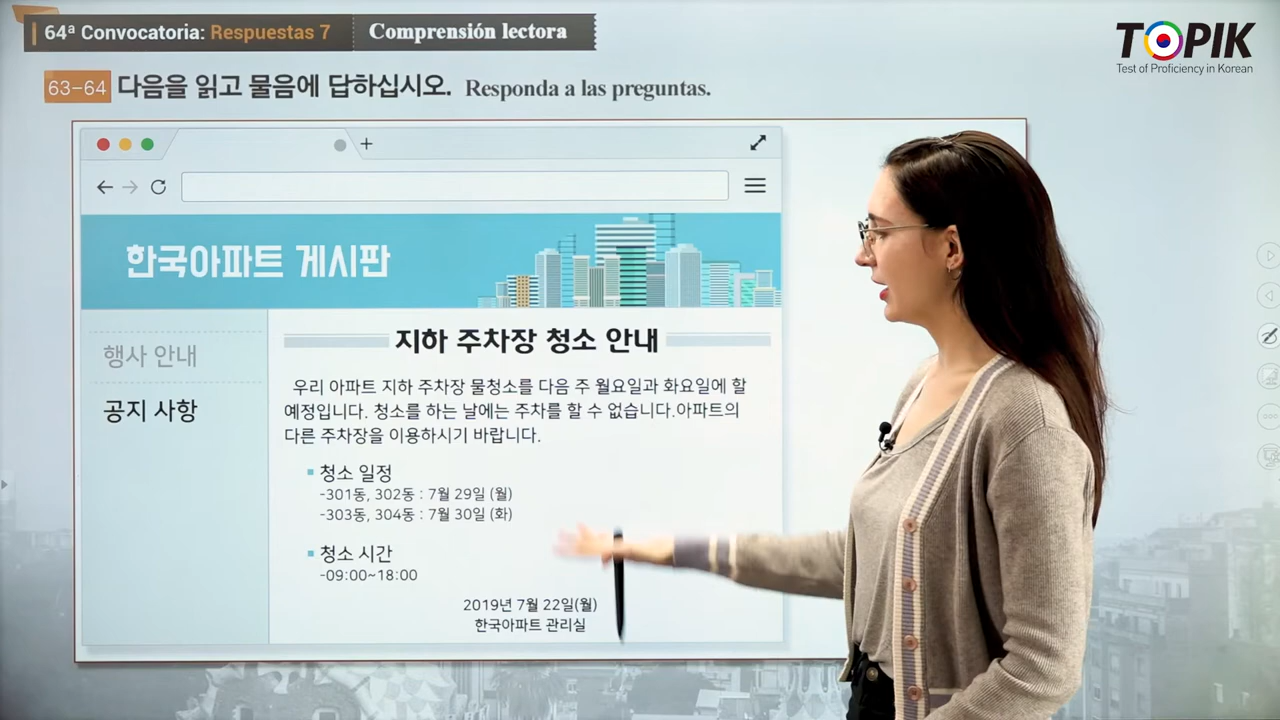 64ª Convocatoria: Respuestas 7 Comprensión lectora
TOPIK
Test of Proficiency in Korean
63-64 다음을 읽고 물음에 답하십시오. Responda a las preguntas.
한국아파트 게시판
행사 안내
공지 사항
지하 주차장 청소 안내
우리 아파트 지하 주차장 물청소를 다음 주 월요일과 화요일에 할
예정입니다. 청소를 하는 날에는 주차를 할 수 없습니다.아파트의
다른 주차장을 이용하시기 바랍니다.
청소 일정
-301동, 302동 : 7월 29일 (월)
-303동, 304동 : 7월 30일 (화)
청소 시간
-09:00~18:00
2019년 7월 22일(월)
한국아파트 관리실